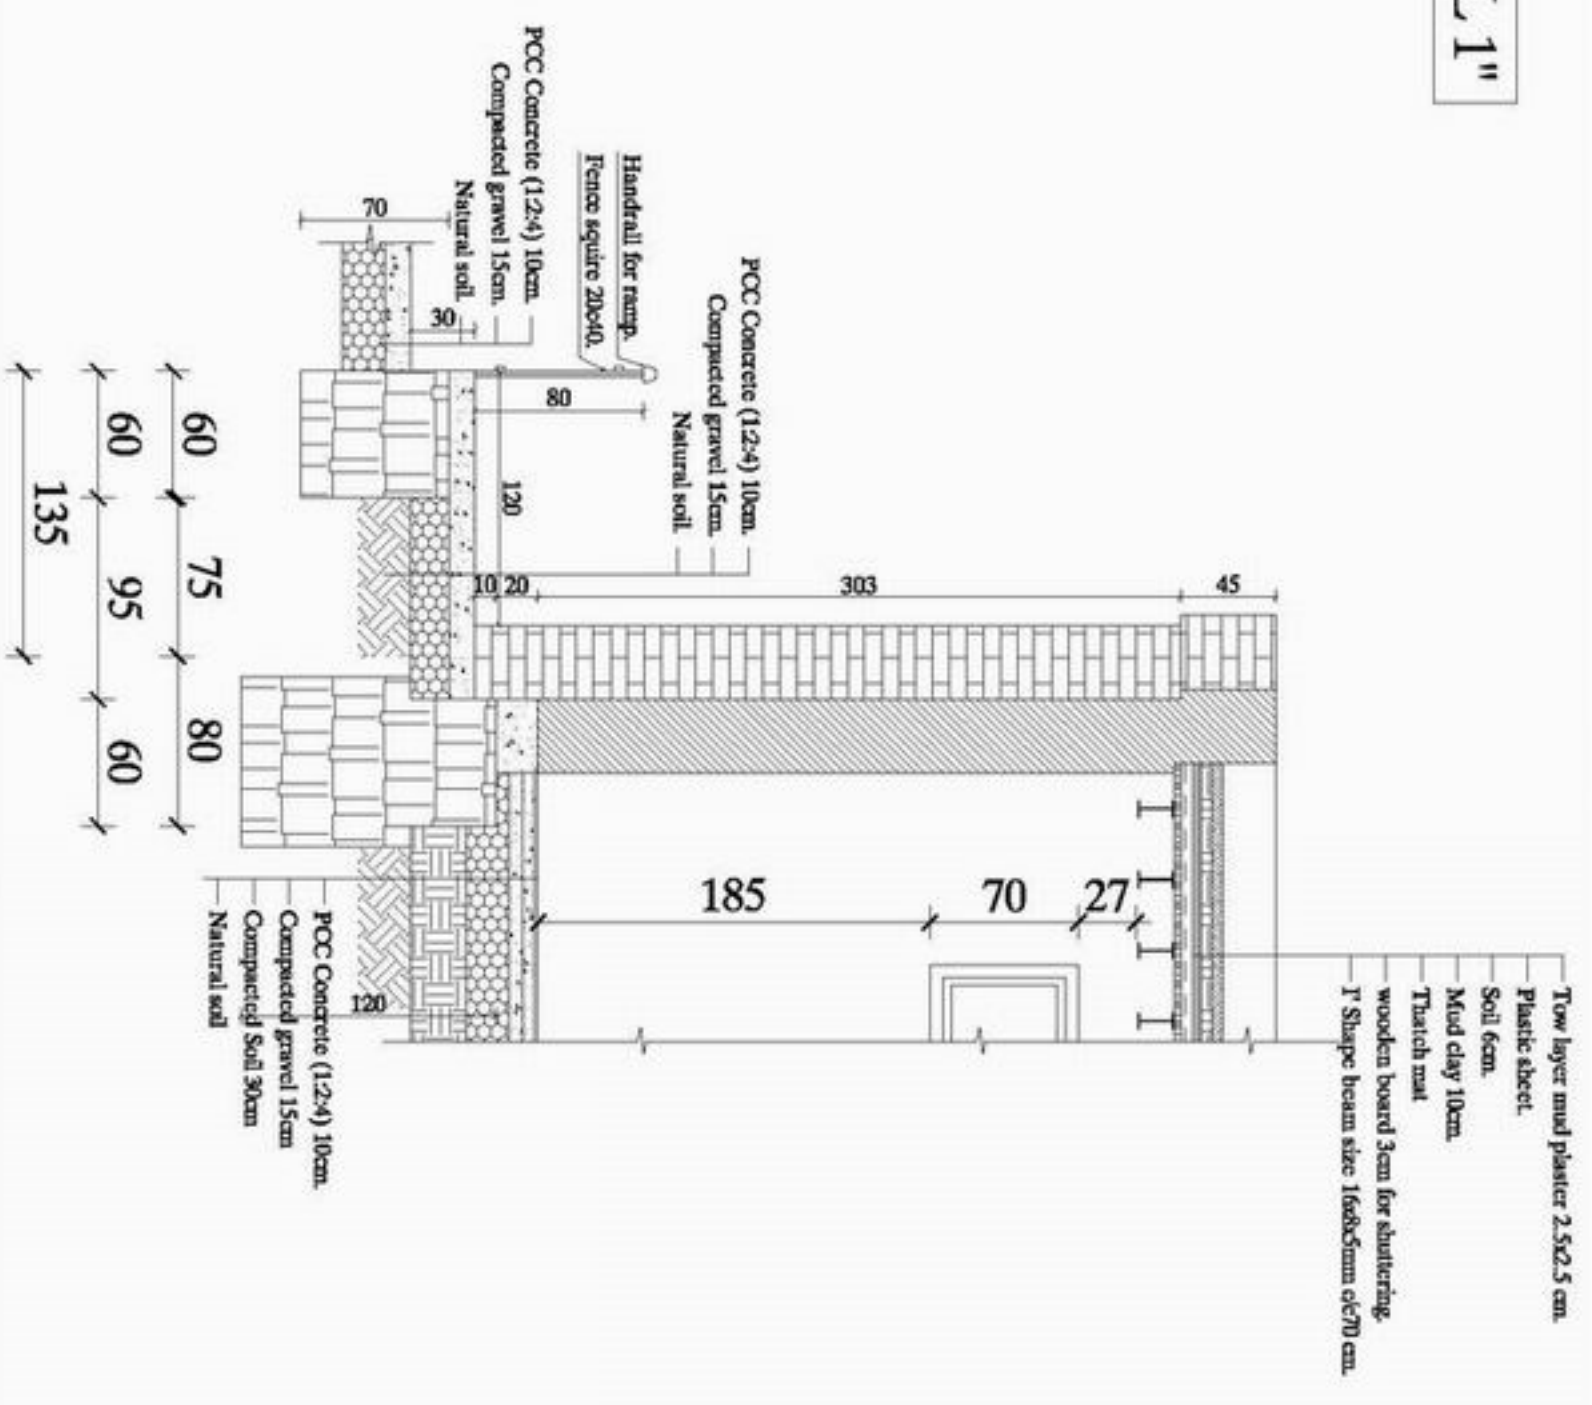 L 1"
Tow layer mud plaster 2.5x2.5 cm.
Plastic sheet.
Soil 6cm.
Mud clay 10cm.
Thatch mat
wooden board 3cm for shuttering.
I' Shape beam size 16x8x5mm c/c70 cm.
PCC Concrete (1:2:4) 10cm.
Compacted gravel 15cm.
Natural soil.
Handrail for ramp.
Fence squire 20x40.
PCC Concrete (1:2:4) 10cm.
Compacted gravel 15cm.
Natural soil.
45
303
20
10
120
80
30
70
27
70
185
120
PCC Concrete (1:2:4) 10cm.
Compacted gravel 15cm
Compacted Soil 30cm
Natural soil
60 75 80
60 95 60
135